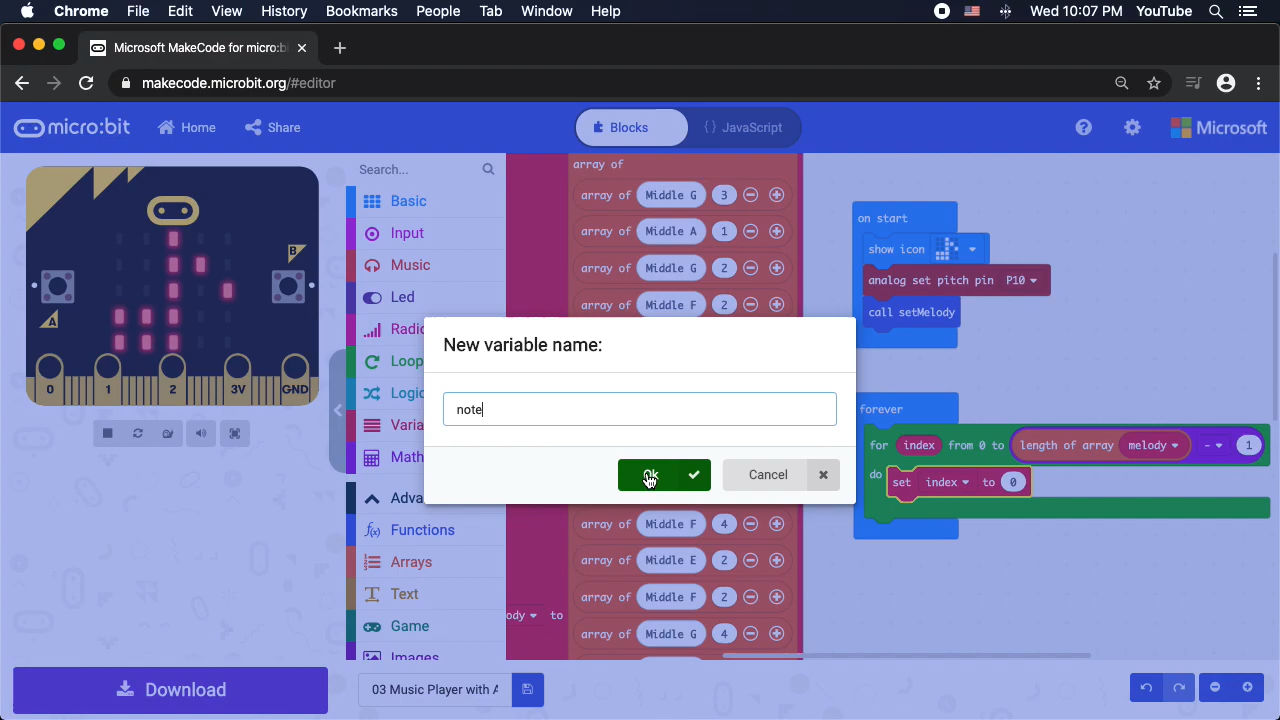 Chrome File Edit View History Bookmarks People Tab Window Help Wed 10:07 PM YouTube
Microsoft MakeCode for micro:b
makecode.microbit.org/#editor
micro:bit Home Share Blocks {} JavaScript Microsoft
Search...
Basic
Input
Music
Led
Radio
Loop
Logic
Varia
Math
Adva
Functions
Arrays
Text
Game
Images
B
A
0 1 2 3V GND
array of
array of Middle G 3
array of Middle A 1
array of Middle G 2
array of Middle F 2
New variable name:
note
Ok Cancel
array of Middle F 4
array of Middle E 2
array of Middle F 2
ody to
array of Middle G 4
on start
show icon
analog set pitch pin P10
call setMelody
forever
for index from 0 to length of array melody - 1
do set index to 0
Download 03 Music Player with A